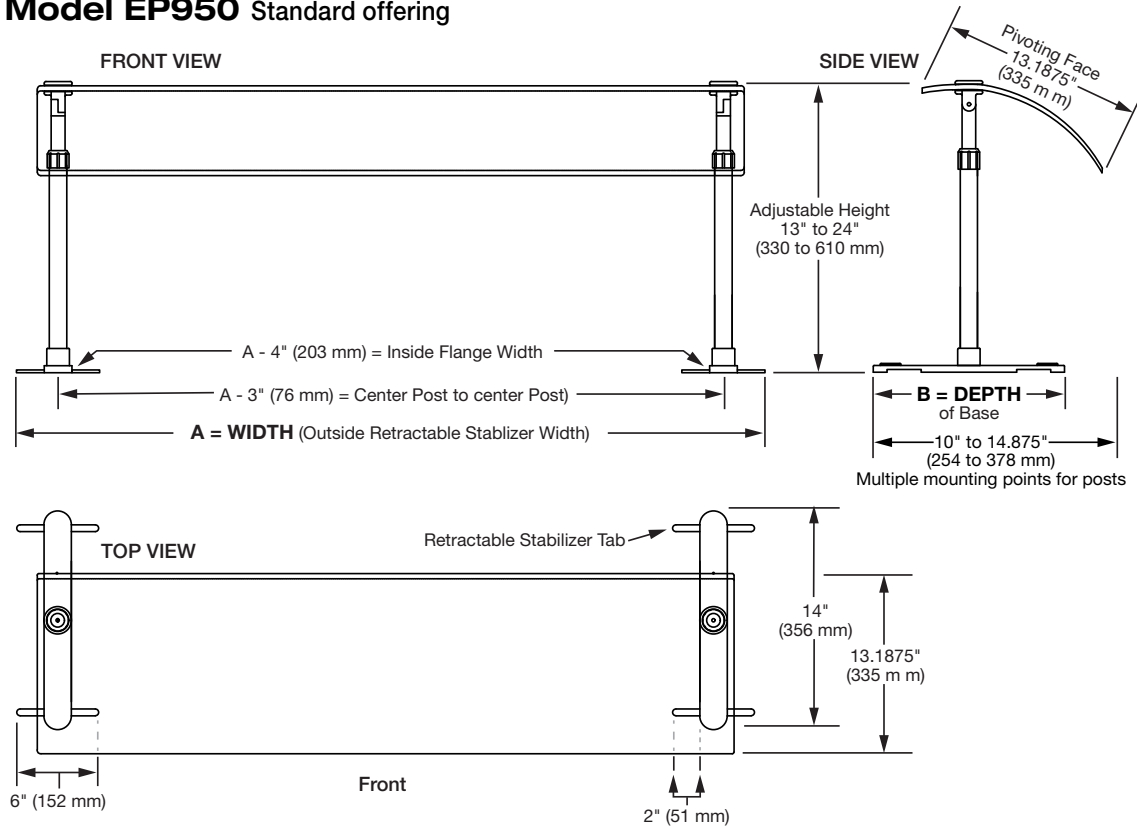 Model EP950 Standard offering
FRONT VIEW
SIDE VIEW
Pivoting Face
13.1875"
(335 m m)
Adjustable Height
13" to 24"
(330 to 610 mm)
A - 4" (203 mm) = Inside Flange Width
A - 3" (76 mm) = Center Post to center Post)
A = WIDTH (Outside Retractable Stablizer Width)
B = DEPTH
of Base
10" to 14.875"
(254 to 378 mm)
Multiple mounting points for posts
TOP VIEW
Retractable Stabilizer Tab
14"
(356 mm)
13.1875"
(335 m m)
Front
6" (152 mm)
2" (51 mm)